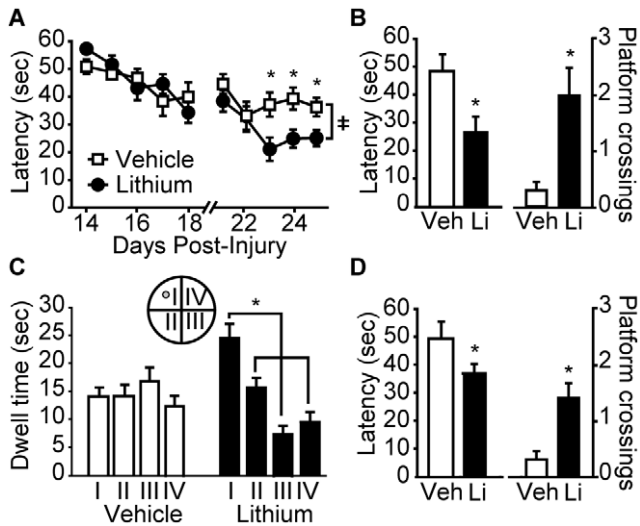 A
Latency (sec)
60
50
40
30
20
10
0
* * *
ǂ
Vehicle
Lithium
14 16 18 22 24
Days Post-Injury
B
Latency (sec)
60
50
40
30
20
10
0
*
*
3
2
1
0
Platform crossings
Veh Li Veh Li
C
Dwell time (sec)
30
25
20
15
10
5
0
I IV
II III
*
I II III IV I II III IV
Vehicle Lithium
D
Latency (sec)
60
50
40
30
20
10
0
*
*
3
2
1
0
Platform crossings
Veh Li Veh Li